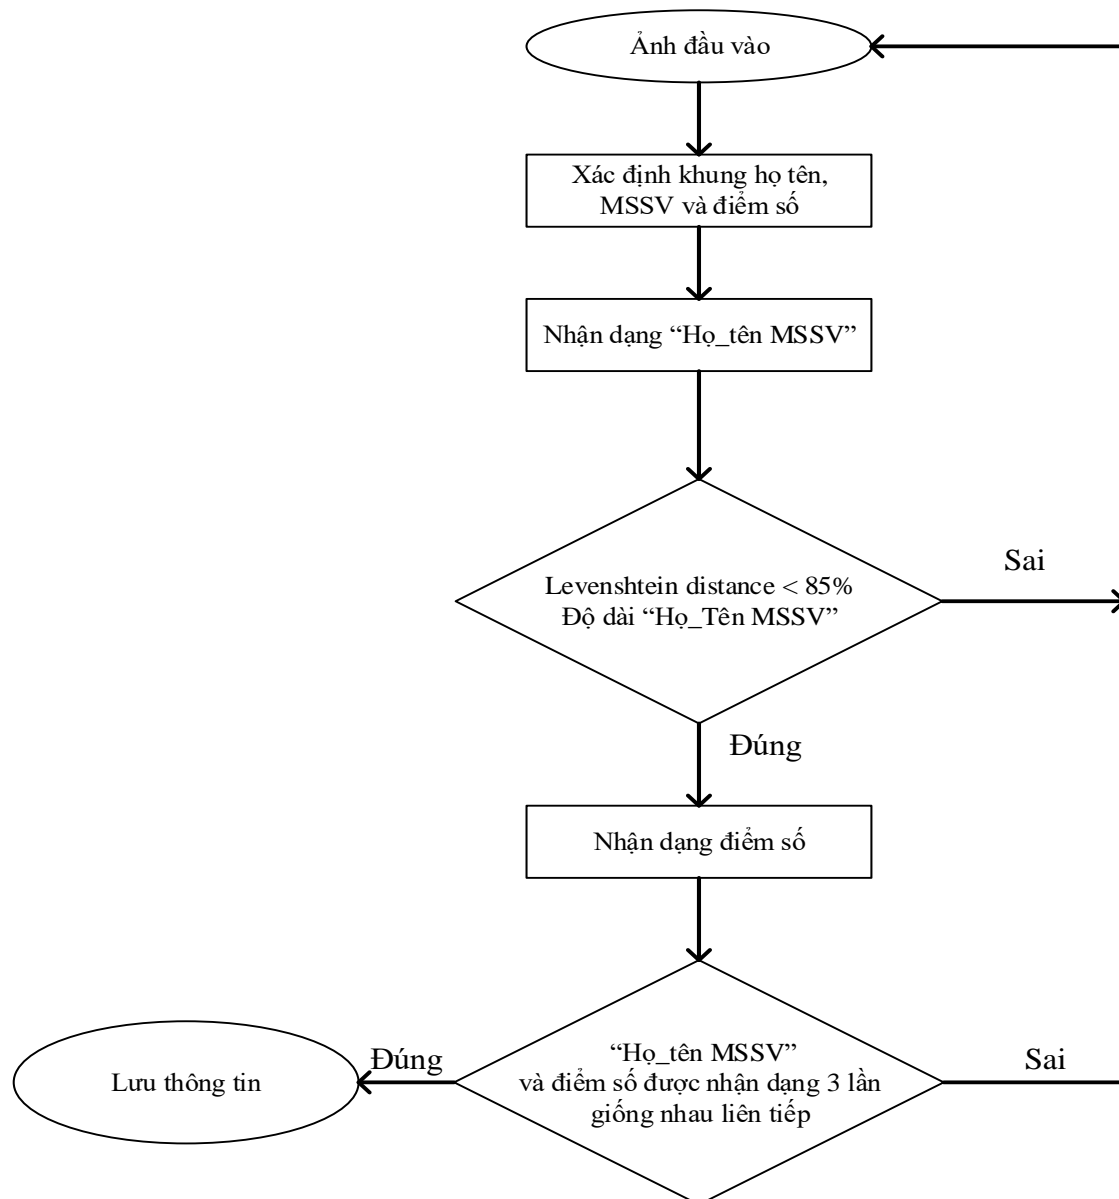 Ảnh đầu vào
Xác định khung họ tên,
MSSV và điểm số
Nhận dạng “Họ_tên MSSV”
Levenshtein distance < 85%
Độ dài “Họ_Tên MSSV”
Sai
Đúng
Nhận dạng điểm số
“Họ_tên MSSV”
và điểm số được nhận dạng 3 lần
giống nhau liên tiếp
Đúng
Sai
Lưu thông tin